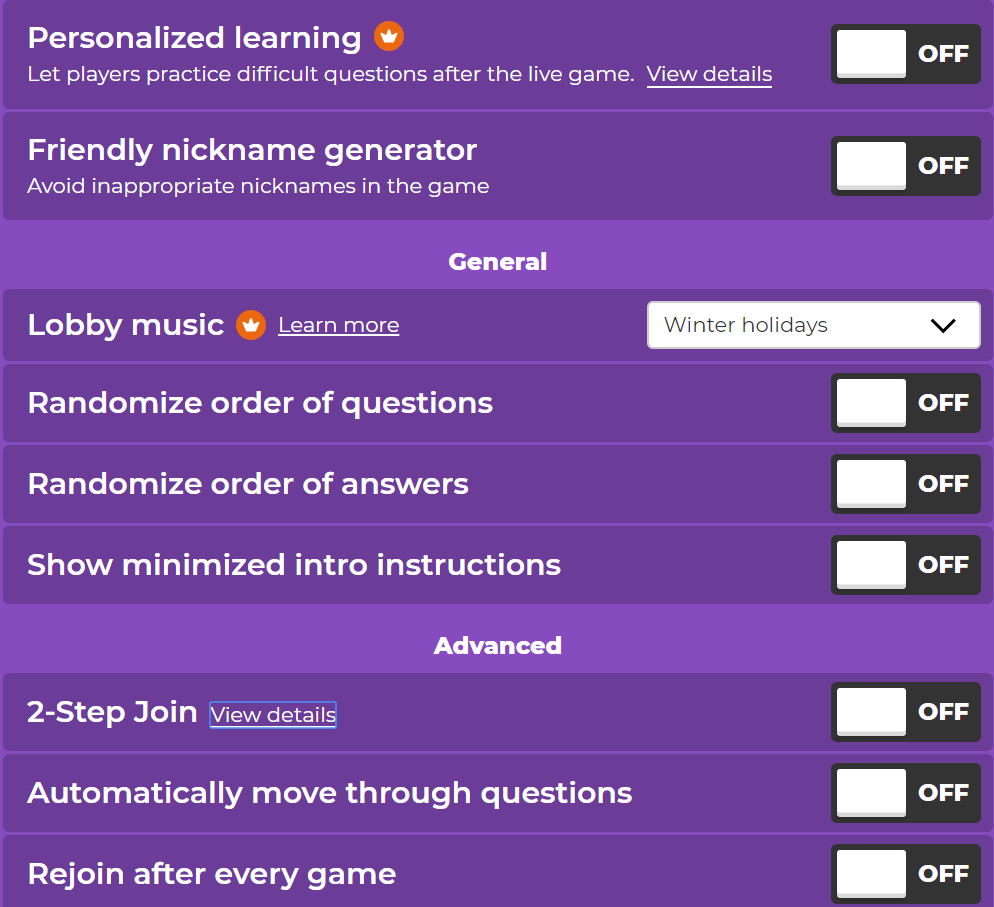 Personalized learning
Let players practice difficult questions after the live game. View details
OFF
Friendly nickname generator
Avoid inappropriate nicknames in the game
OFF
General
Lobby music Learn more Winter holidays
Randomize order of questions OFF
Randomize order of answers OFF
Show minimized intro instructions OFF
Advanced
2-Step Join View details OFF
Automatically move through questions OFF
Rejoin after every game OFF